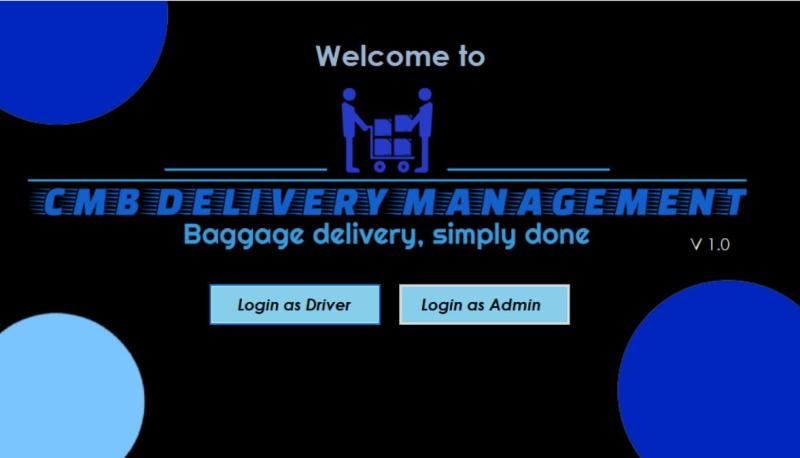 Welcome to
CMB DELIVERY MANAGEMENT
Baggage delivery, simply done
V 1.0
Login as Driver
Login as Admin